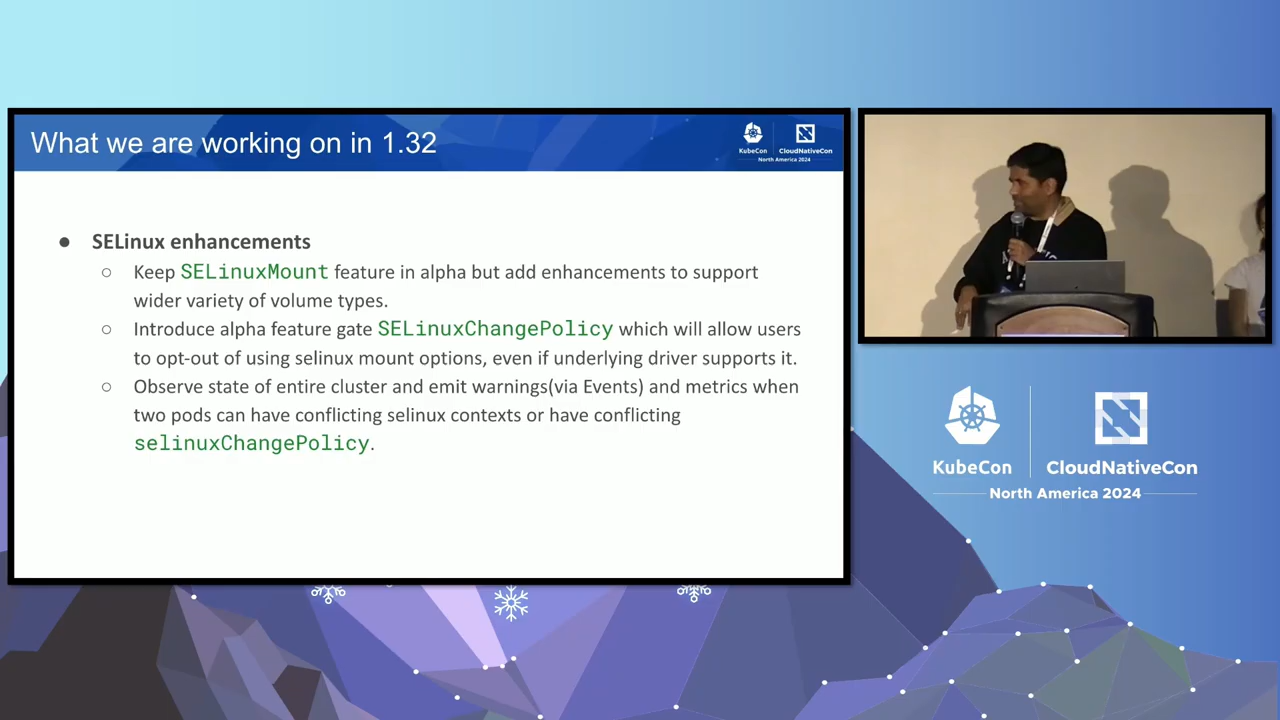 What we are working on in 1.32
KubeCon
CloudNativeCon
North America 2024
● SELinux enhancements
○ Keep SELinuxMount feature in alpha but add enhancements to support
wider variety of volume types.
○ Introduce alpha feature gate SELinuxChangePolicy which will allow users
to opt-out of using selinux mount options, even if underlying driver supports it.
○ Observe state of entire cluster and emit warnings(via Events) and metrics when
two pods can have conflicting selinux contexts or have conflicting
selinuxChangePolicy.
KubeCon
CloudNativeCon
North America 2024